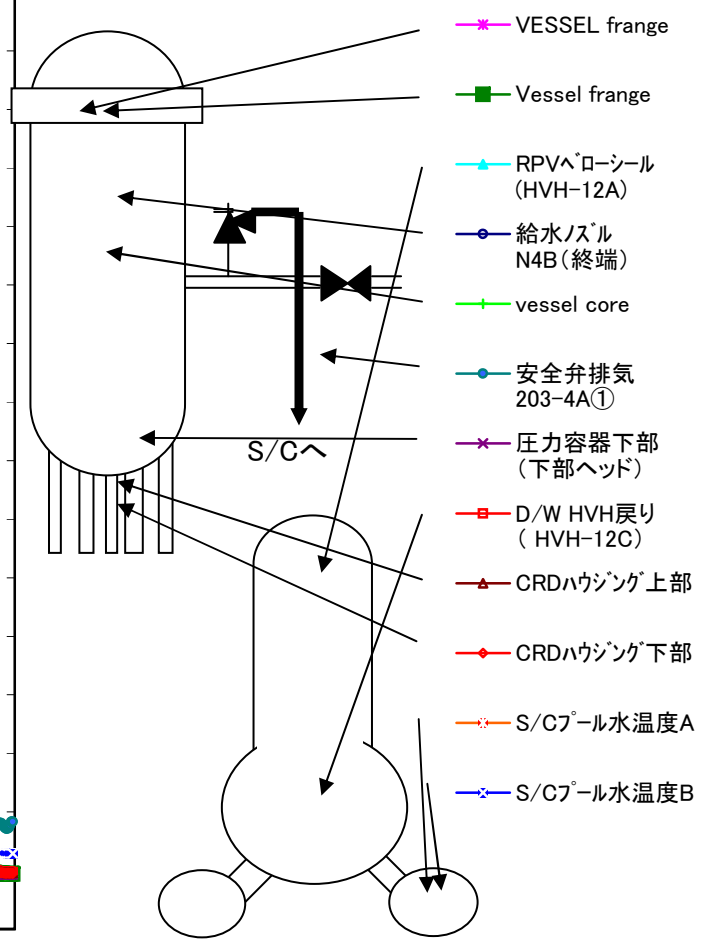 VESSEL frange
Vessel frange
RPVベローシール
(HVH-12A)
給水ノズル
N4B(終端)
vessel core
安全弁排気
203-4A①
圧力容器下部
(下部ヘッド)
D/W HVH戻り
( HVH-12C)
CRDハウジング上部
CRDハウジング下部
S/Cプール水温度A
S/Cプール水温度B
S/Cへ